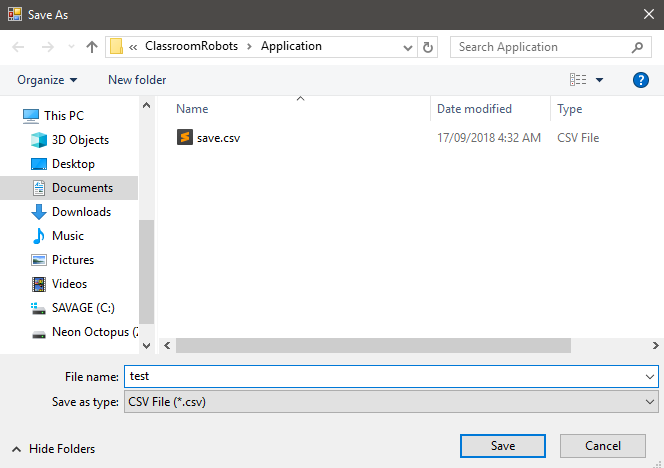 Save As
« ClassroomRobots › Application
Search Application
Organize
New folder
?
Name
Date modified
Type
This PC
3D Objects
Desktop
Documents
Downloads
Music
Pictures
Videos
SAVAGE (C:)
Neon Octopus (Z
save.csv
17/09/2018 4:32 AM
CSV File
File name:
test
Save as type:
CSV File (*.csv)
Hide Folders
Save
Cancel